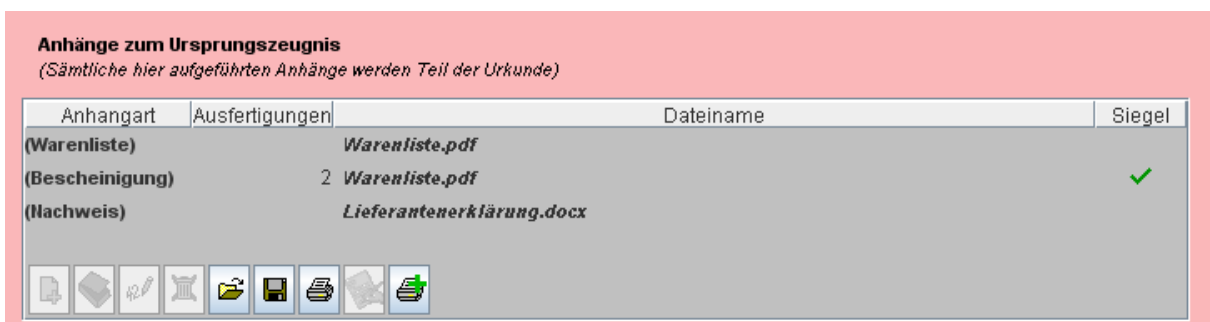 Anhänge zum Ursprungszeugnis
(Sämtliche hier aufgeführten Anhänge werden Teil der Urkunde)
Anhangart Ausfertigungen Dateiname Siegel
(Warenliste) Warenliste.pdf
(Bescheinigung) 2 Warenliste.pdf
(Nachweis) Lieferantenerklärung.docx
42